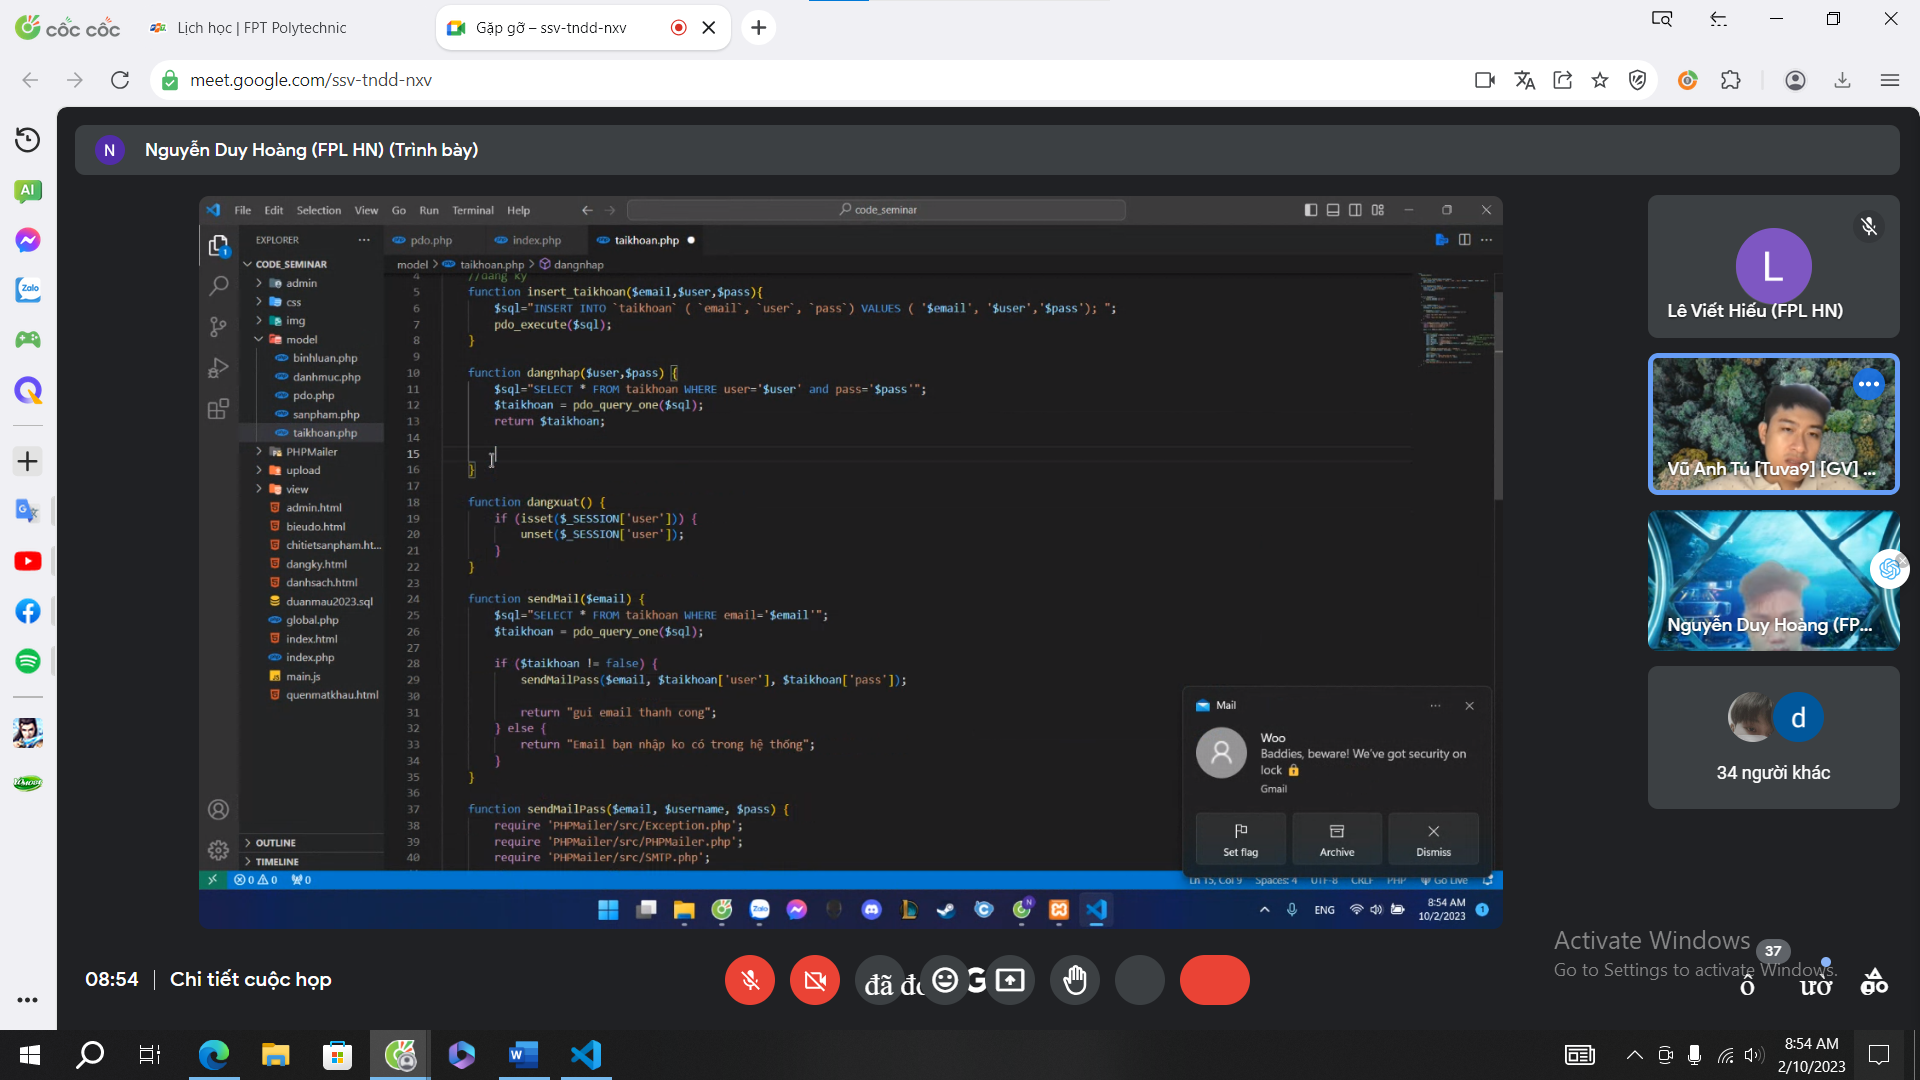 cốc cốc
Lịch học | FPT Polytechnic
Gặp gỡ – ssv-tndd-nxv
meet.google.com/ssv-tndd-nxv
N
Nguyễn Duy Hoàng (FPL HN) (Trình bày)
File Edit Selection View Go Run Terminal Help
code_seminar
EXPLORER
pdo.php
index.php
taikhoan.php
model > taikhoan.php > dangnhap
CODE_SEMINAR
admin
css
img
model
binhluan.php
danhmuc.php
pdo.php
sanpham.php
taikhoan.php
PHPMailer
upload
view
admin.html
bieudo.html
chitietsanpham.ht...
dangky.html
danhsach.html
duanmau2023.sql
global.php
index.html
index.php
main.js
quenmatkhau.html
OUTLINE
TIMELINE
4 //dang ky
5 function insert_taikhoan($email,$user,$pass){
6 $sql="INSERT INTO `taikhoan` ( `email`, `user`, `pass`) VALUES ( '$email', '$user','$pass'); ";
7 pdo_execute($sql);
8 }
9
10 function dangnhap($user,$pass) {
11 $sql="SELECT * FROM taikhoan WHERE user='$user' and pass='$pass'";
12 $taikhoan = pdo_query_one($sql);
13 return $taikhoan;
14
15
16 }
17
18 function dangxuat() {
19 if (isset($_SESSION['user'])) {
20 unset($_SESSION['user']);
21 }
22 }
23
24 function sendMail($email) {
25 $sql="SELECT * FROM taikhoan WHERE email='$email'";
26 $taikhoan = pdo_query_one($sql);
27
28 if ($taikhoan != false) {
29 sendMailPass($email, $taikhoan['user'], $taikhoan['pass']);
30
31 return "gui email thanh cong";
32 } else {
33 return "Email bạn nhập ko có trong hệ thống";
34 }
35 }
36
37 function sendMailPass($email, $username, $pass) {
38 require 'PHPMailer/src/Exception.php';
39 require 'PHPMailer/src/PHPMailer.php';
40 require 'PHPMailer/src/SMTP.php';
Mail
Woo
Baddies, beware! We've got security on
lock
Gmail
Set flag
Archive
Dismiss
0 0 0
Ln 15, Col 9 Spaces: 4 UTF-8 CRLF PHP Go Live
ENG
8:54 AM
10/2/2023
1
L
Lê Viết Hiếu (FPL HN)
Vũ Anh Tú [Tuva9] [GV] ...
Nguyễn Duy Hoàng (FP...
d
34 người khác
Activate Windows
Go to Settings to activate Windows.
37
08:54
Chi tiết cuộc họp
AI
Zalo
8:54 AM
2/10/2023